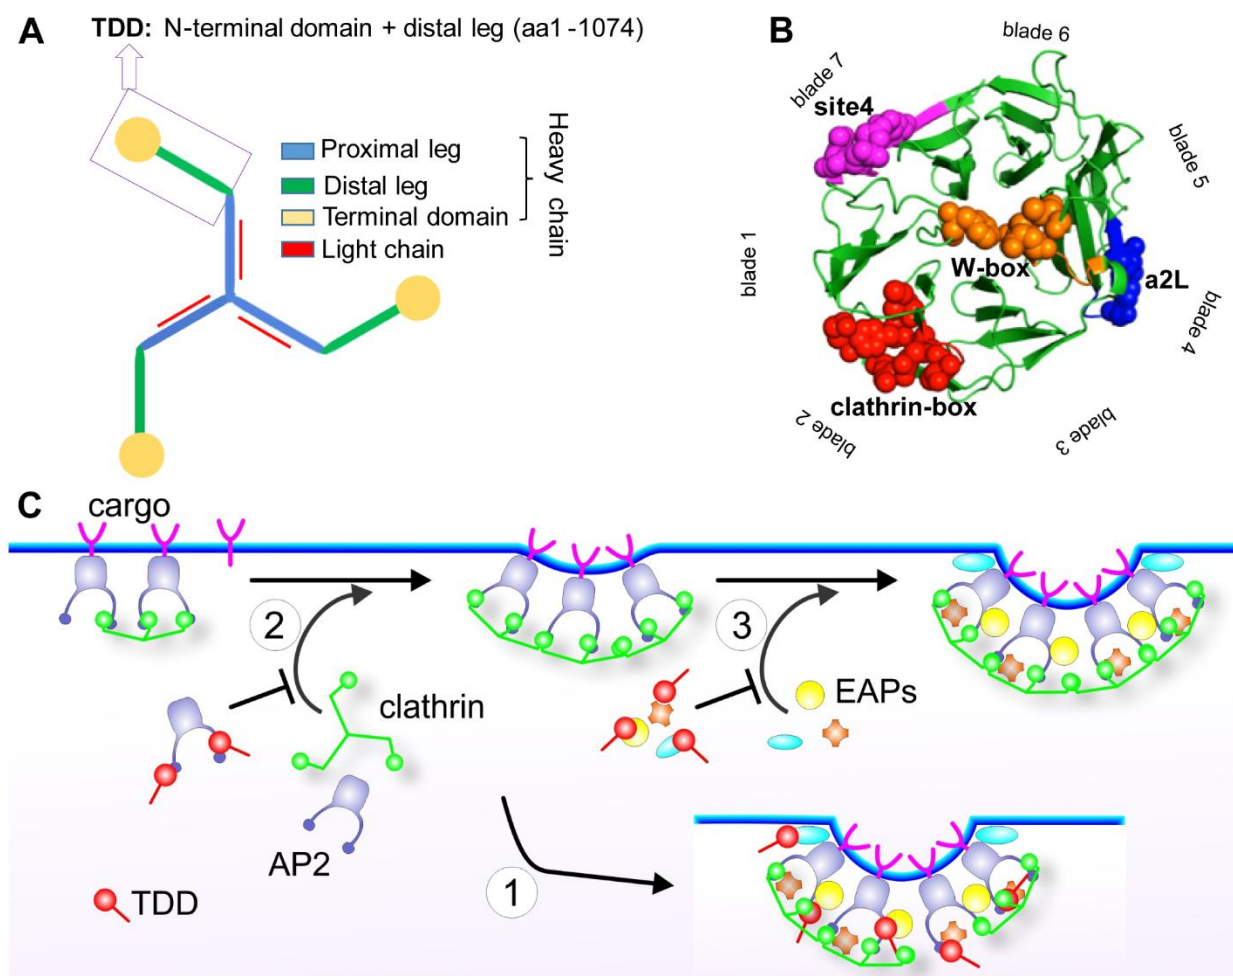 A
TDD: N-terminal domain + distal leg (aa1-1074)
Proximal leg
Distal leg
Terminal domain
Light chain
Heavy chain
B
blade 6
blade 7
site4
blade 5
blade 1
W-box
a2L
blade 4
clathrin-box
blade 2
blade 3
C
cargo
2
3
clathrin
EAPs
AP2
1
TDD